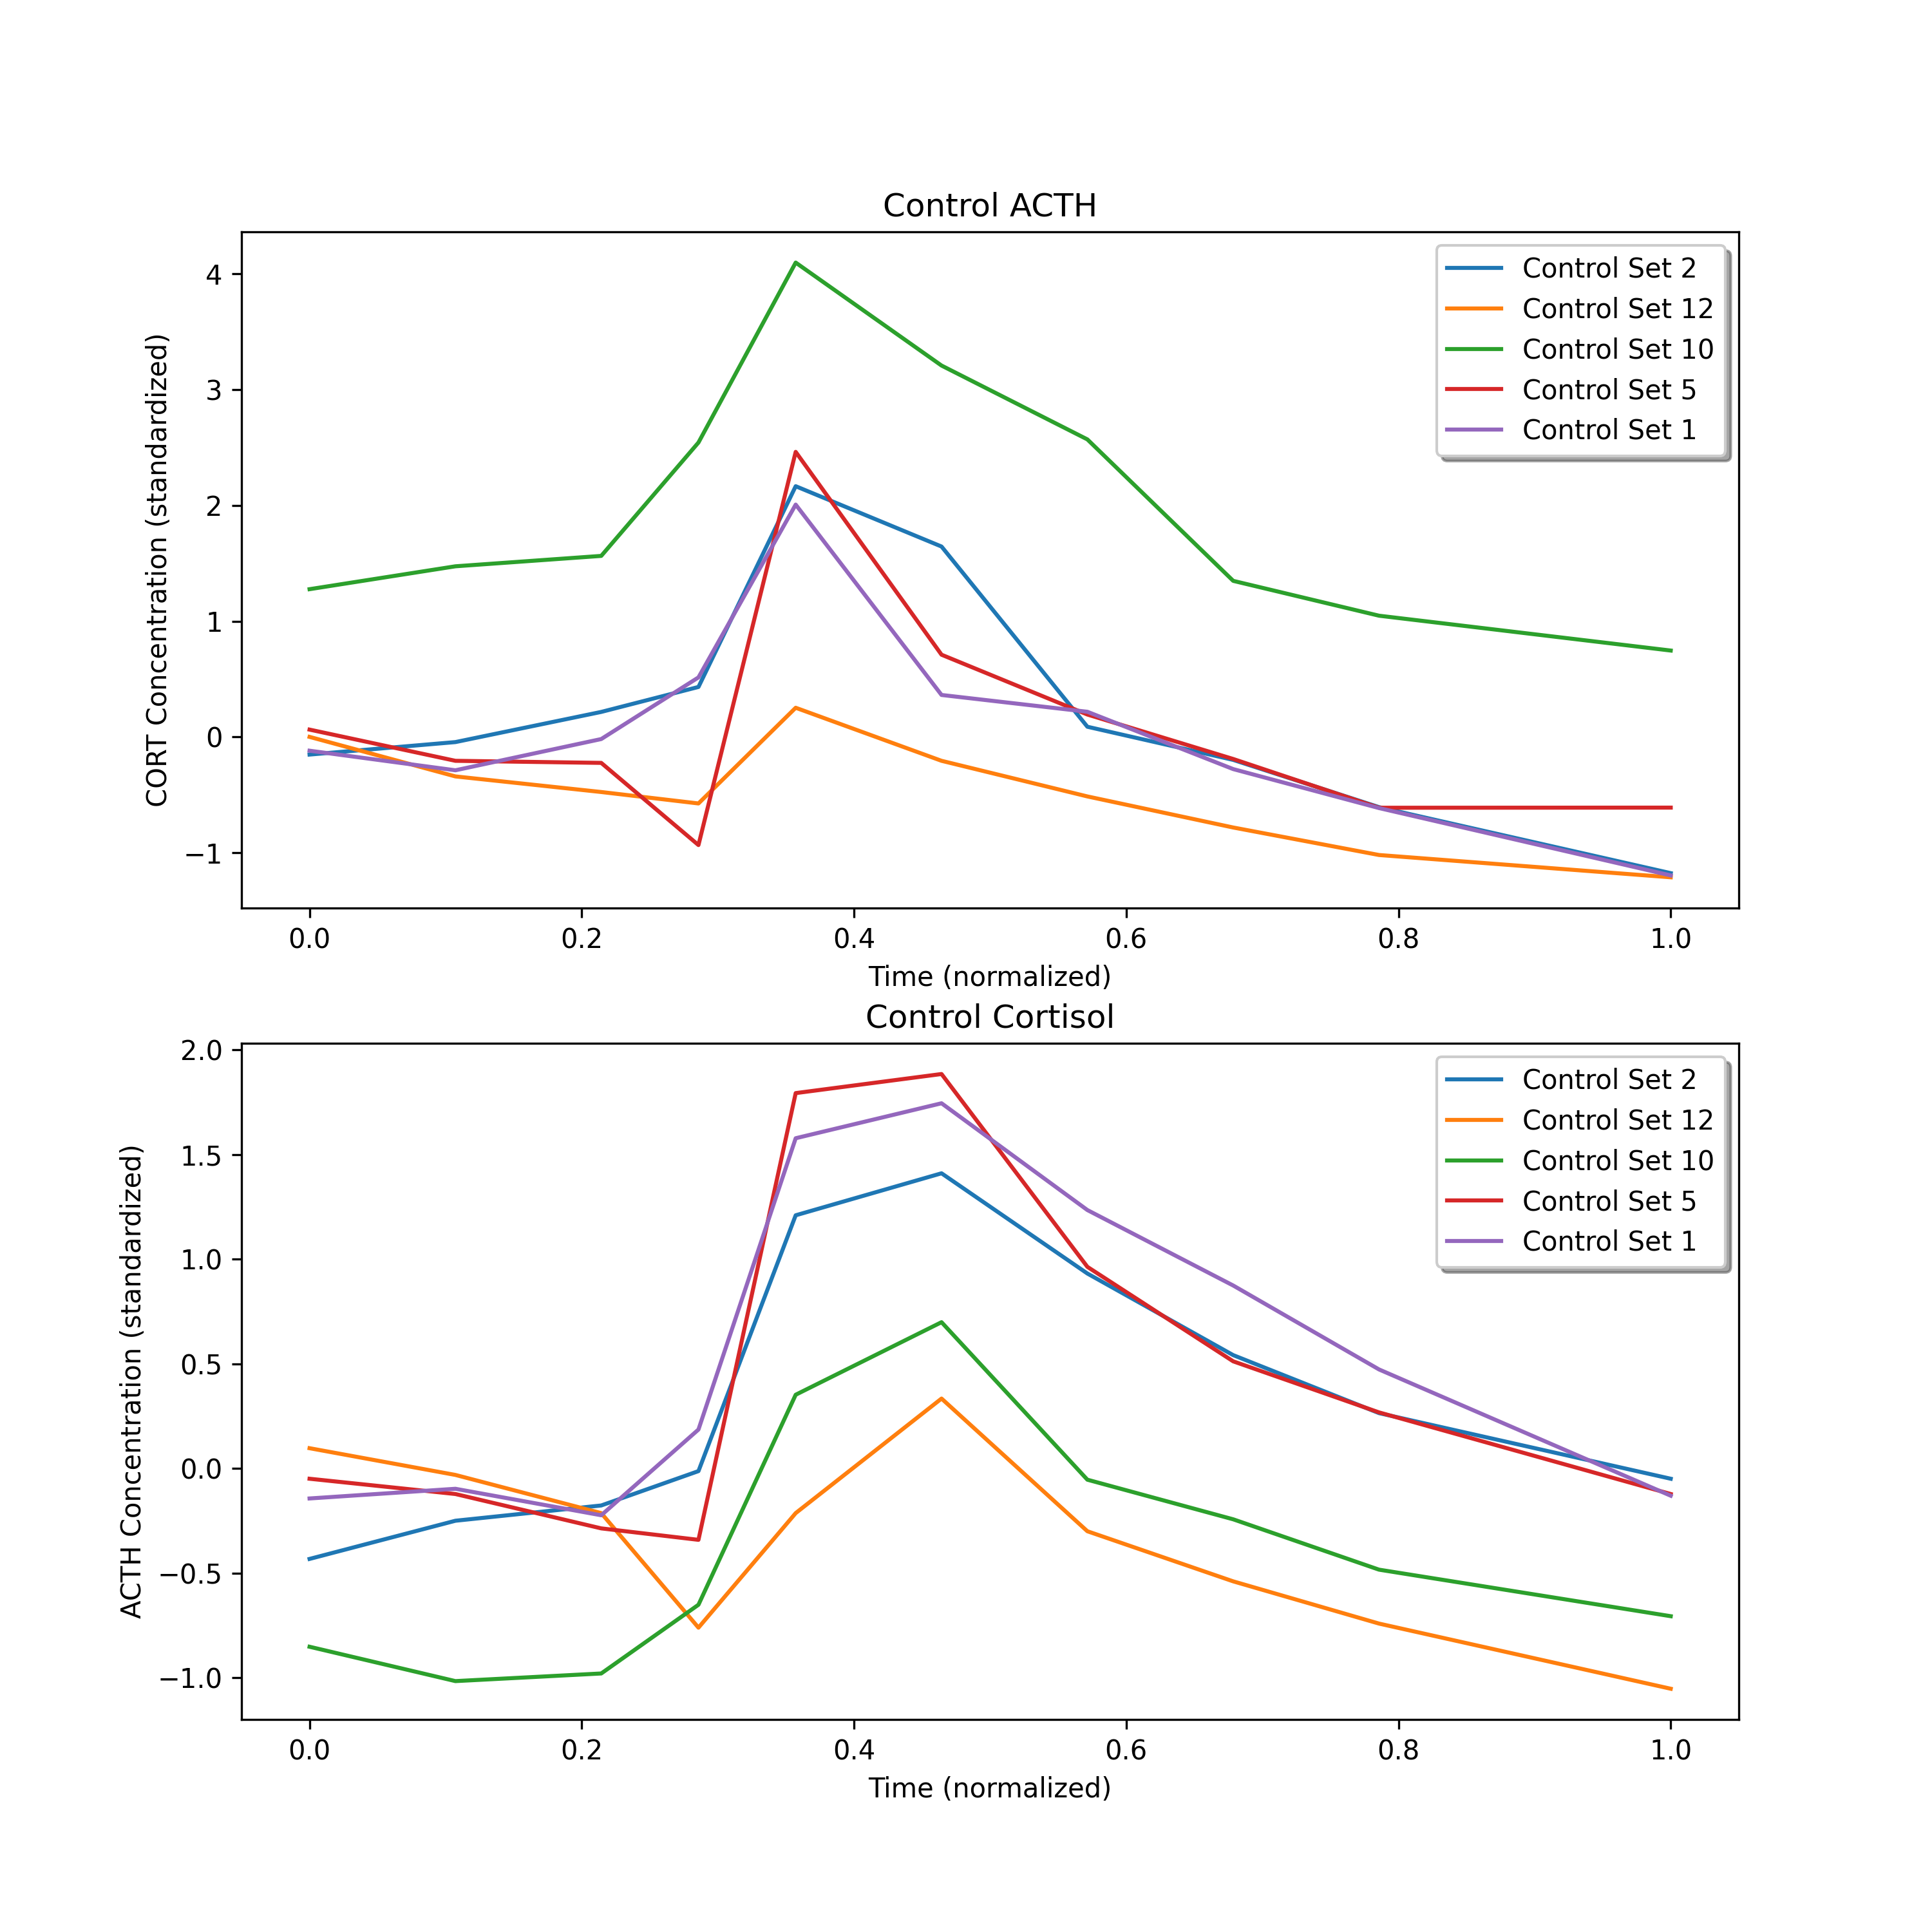 Control ACTH
CORT Concentration (standardized)
4
3
2
1
0
−1
Control Set 2
Control Set 12
Control Set 10
Control Set 5
Control Set 1
0.0 0.2 0.4 0.6 0.8 1.0
Time (normalized)
Control Cortisol
ACTH Concentration (standardized)
2.0
1.5
1.0
0.5
0.0
−0.5
−1.0
Control Set 2
Control Set 12
Control Set 10
Control Set 5
Control Set 1
0.0 0.2 0.4 0.6 0.8 1.0
Time (normalized)